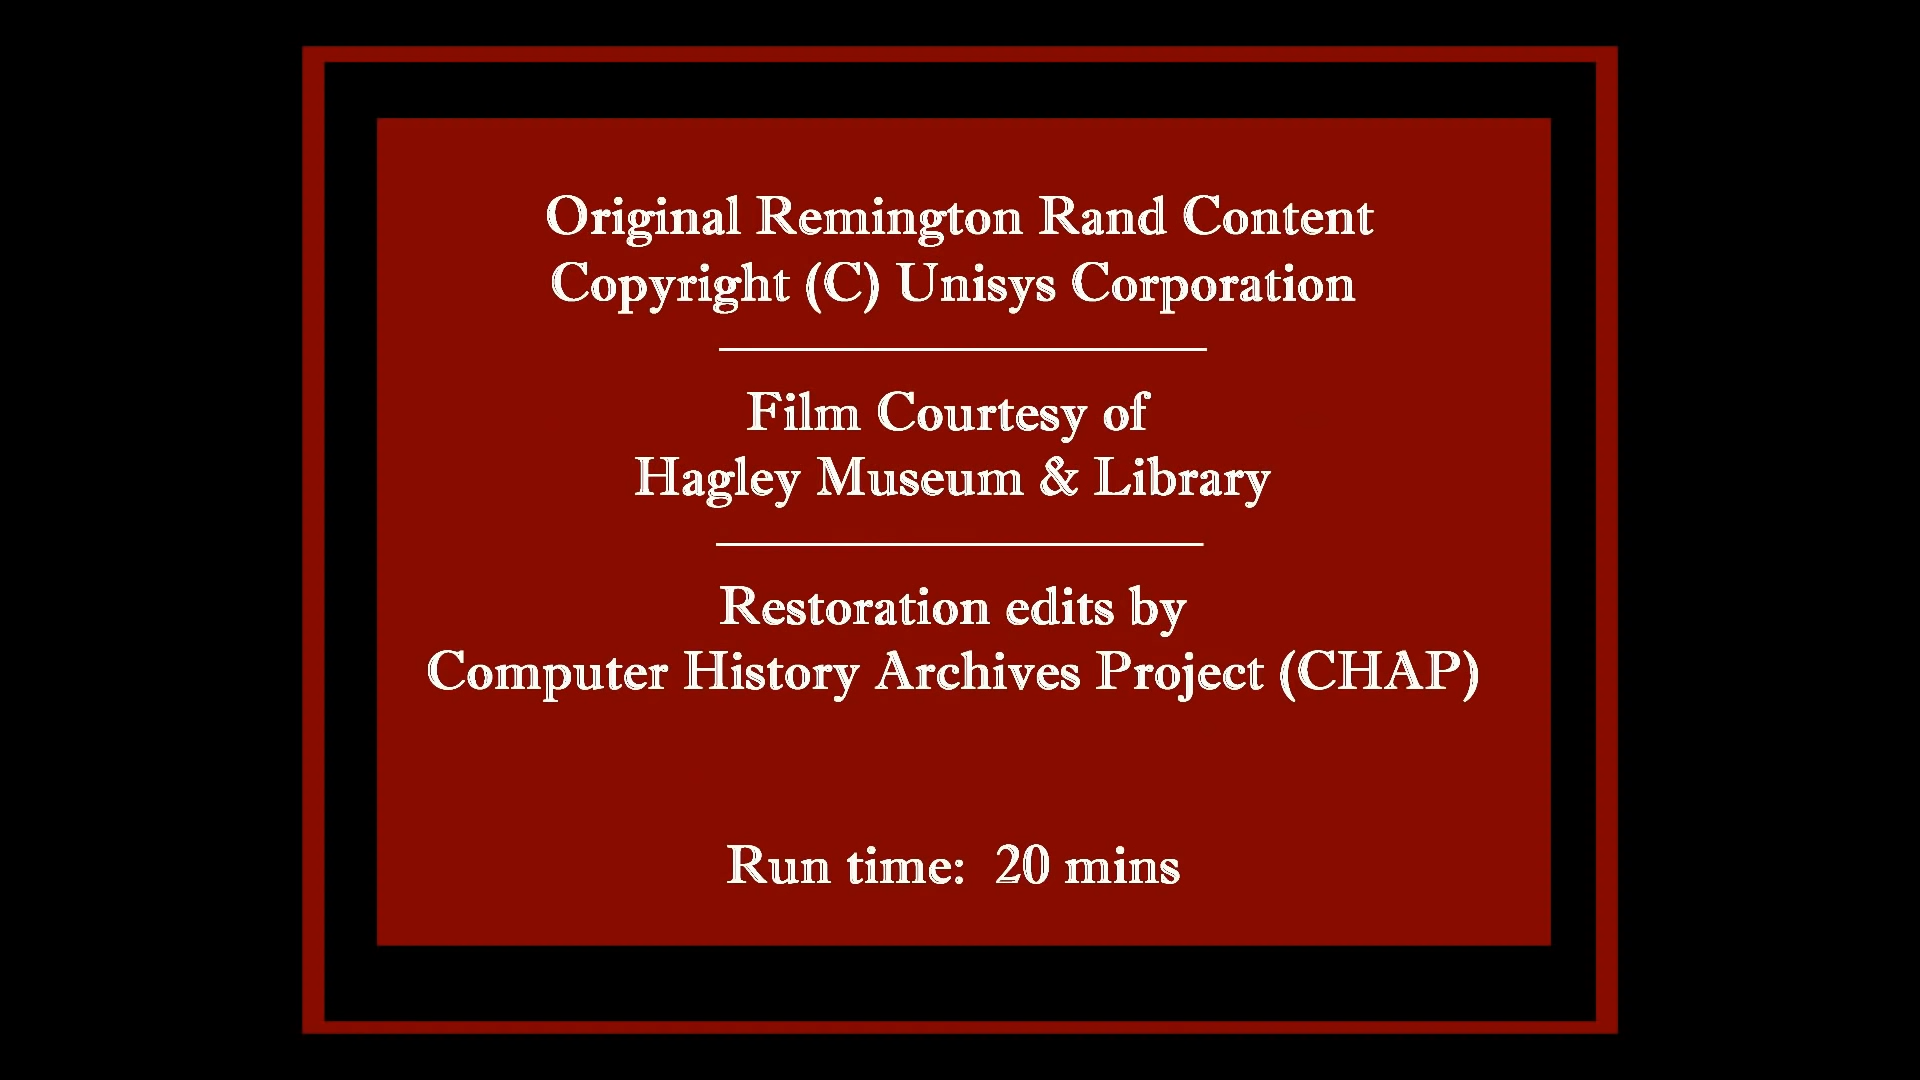 Original Remington Rand Content
Copyright (C) Unisys Corporation
Film Courtesy of
Hagley Museum & Library
Restoration edits by
Computer History Archives Project (CHAP)
Run time:  20 mins